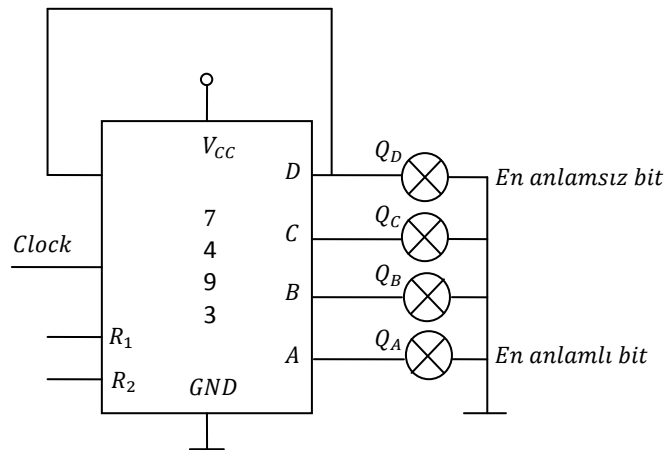 V_CC
Q_D
D
En anlamsız bit
7
Q_C
4
C
Clock
9
Q_B
3
B
R_1
Q_A
A
En anlamlı bit
R_2
GND